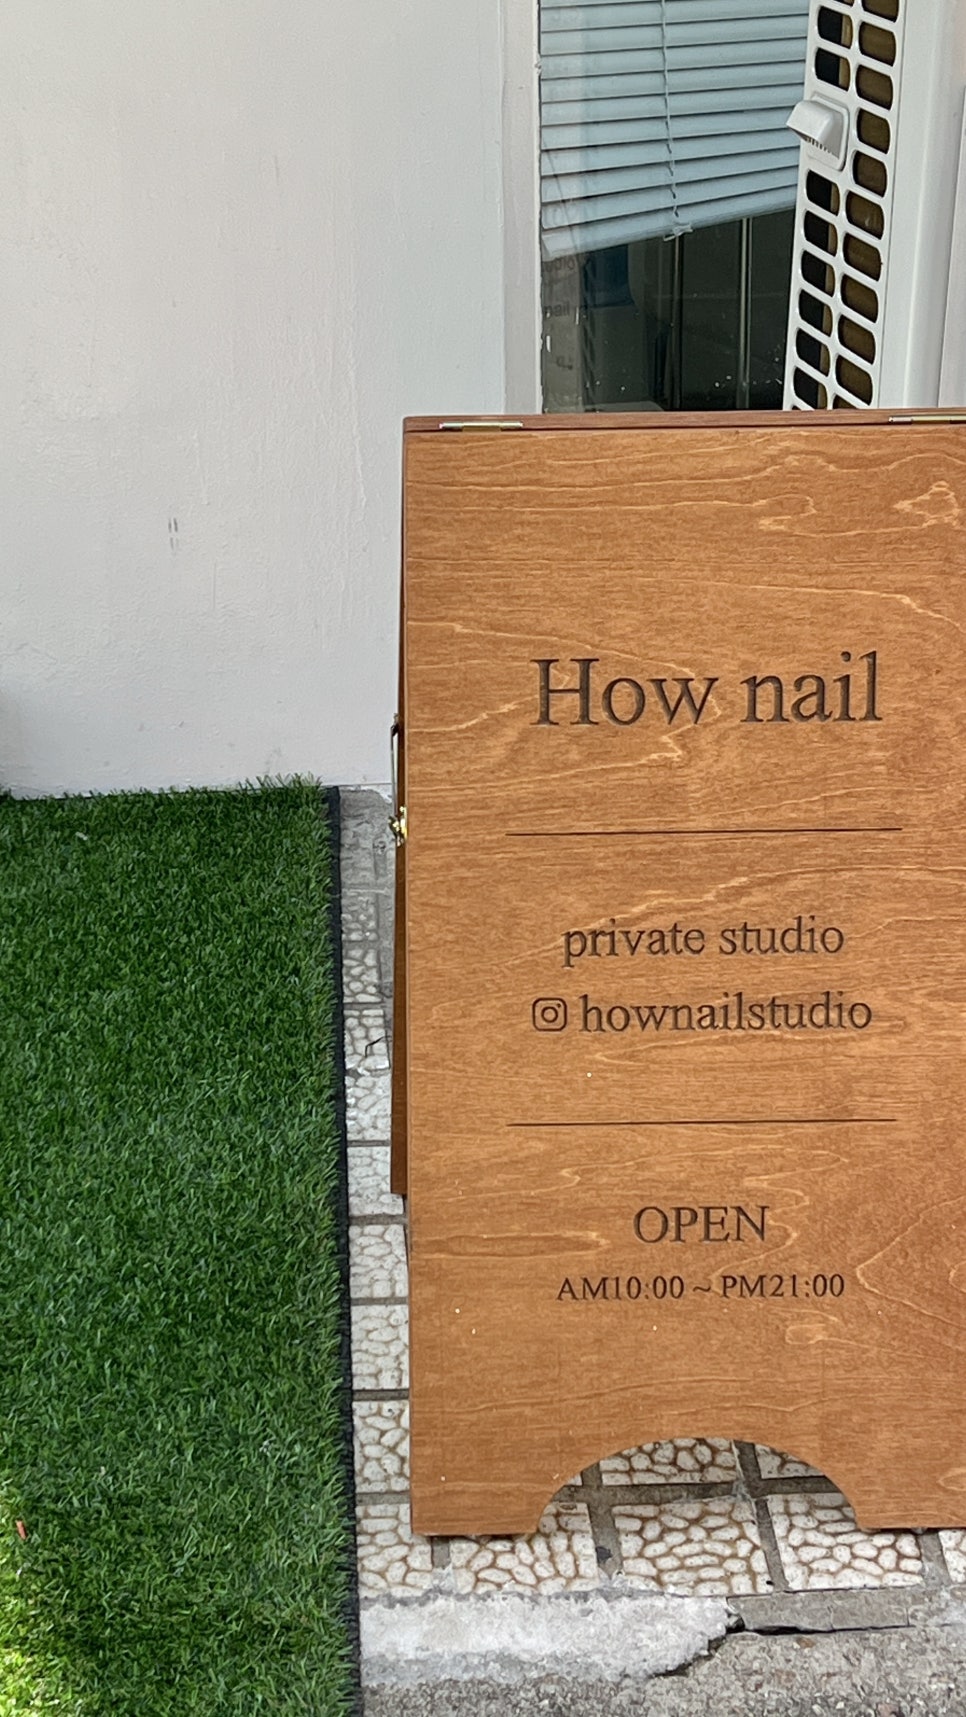 How nail
private studio
hownailstudio
OPEN
AM10:00 ~ PM21:00